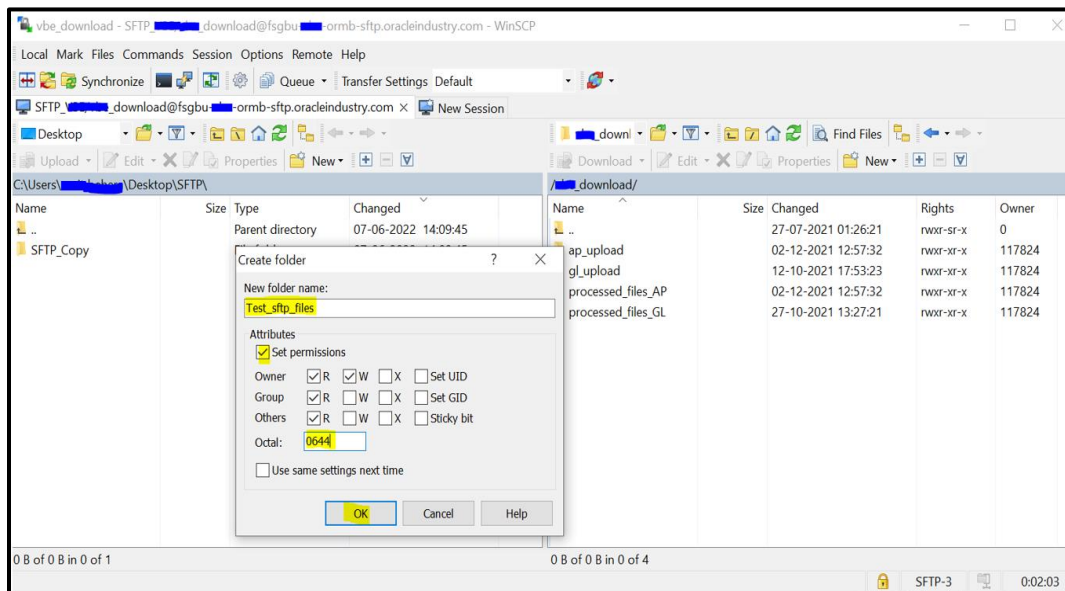 vbe_download - SFTP_ _download@fsgbu- -ormb-sftp.oracleindustry.com - WinSCP
Local Mark Files Commands Session Options Remote Help
Synchronize Queue Transfer Settings Default
SFTP_ _download@fsgbu- -ormb-sftp.oracleindustry.com × New Session
Desktop downl Find Files
Upload Edit Properties New Download Edit Properties New
C:\Users\ \Desktop\SFTP\ / _download/
Name Size Type Changed Name Size Changed Rights Owner
.. Parent directory 07-06-2022 14:09:45 .. 27-07-2021 01:26:21 rwxr-sr-x 0
SFTP_Copy ap_upload 02-12-2021 12:57:32 rwxr-xr-x 117824
gl_upload 12-10-2021 17:53:23 rwxr-xr-x 117824
processed_files_AP 02-12-2021 12:57:32 rwxr-xr-x 117824
processed_files_GL 27-10-2021 13:27:21 rwxr-xr-x 117824
Create folder ?
New folder name:
Test_sftp_files
Attributes
Set permissions
Owner R W X Set UID
Group R W X Set GID
Others R W X Sticky bit
Octal: 0644
Use same settings next time
OK Cancel Help
0 B of 0 B in 0 of 1 0 B of 0 B in 0 of 4
SFTP-3 0:02:03